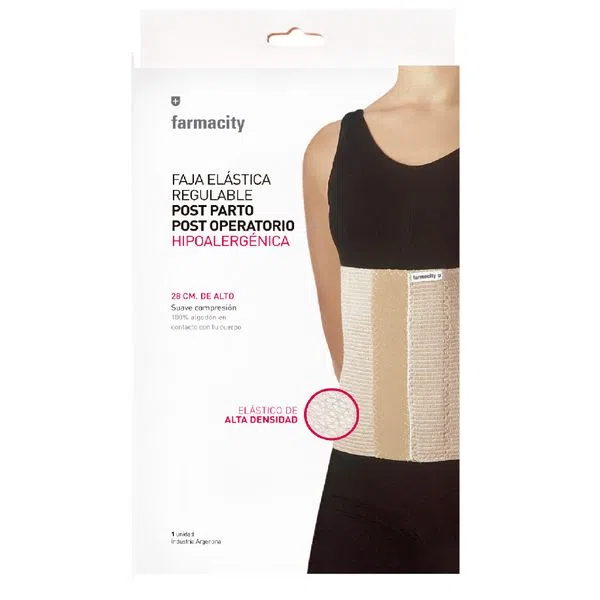 farmacity
FAJA ELÁSTICA
REGULABLE
POST PARTO
POST OPERATORIO
HIPOALERGÉNICA
28 CM. DE ALTO
Suave compresión
100% algodón en
contacto con tu cuerpo
farmacity
ELÁSTICO DE
ALTA DENSIDAD
1 unidad
Industria Argentina